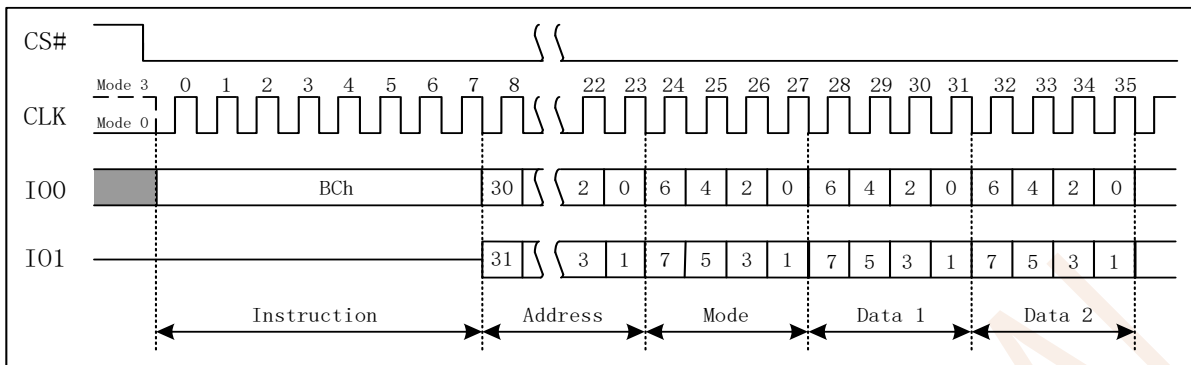 CS#
Mode 3 0 1 2 3 4 5 6 7 8 22 23 24 25 26 27 28 29 30 31 32 33 34 35
CLK
Mode 0
IO0 BCh 30 2 0 6 4 2 0 6 4 2 0 6 4 2 0
IO1 31 3 1 7 5 3 1 7 5 3 1 7 5 3 1
Instruction Address Mode Data 1 Data 2